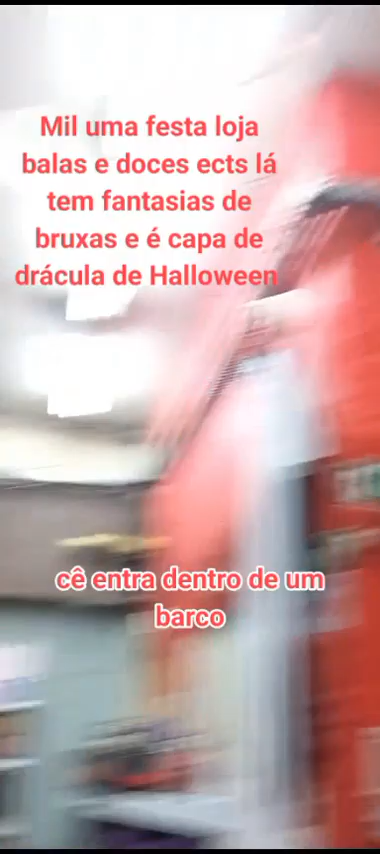 Mil uma festa loja
balas e doces ects lá
tem fantasias de
bruxas e é capa de
drácula de Halloween
cê entra dentro de um
barco